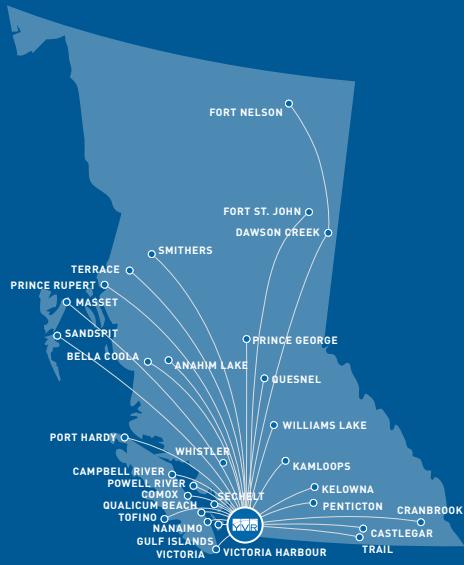 FORT NELSON
FORT ST. JOHN
DAWSON CREEK
SMITHERS
TERRACE
PRINCE RUPERT
MASSET
SANDSPIT
PRINCE GEORGE
BELLA COOLA
ANAHIM LAKE
QUESNEL
WILLIAMS LAKE
PORT HARDY
WHISTLER
KAMLOOPS
CAMPBELL RIVER
POWELL RIVER
KELOWNA
COMOX
SECHELT
QUALICUM BEACH
PENTICTON
CRANBROOK
TOFINO
NANAIMO
YVR
CASTLEGAR
GULF ISLANDS
TRAIL
VICTORIA
VICTORIA HARBOUR